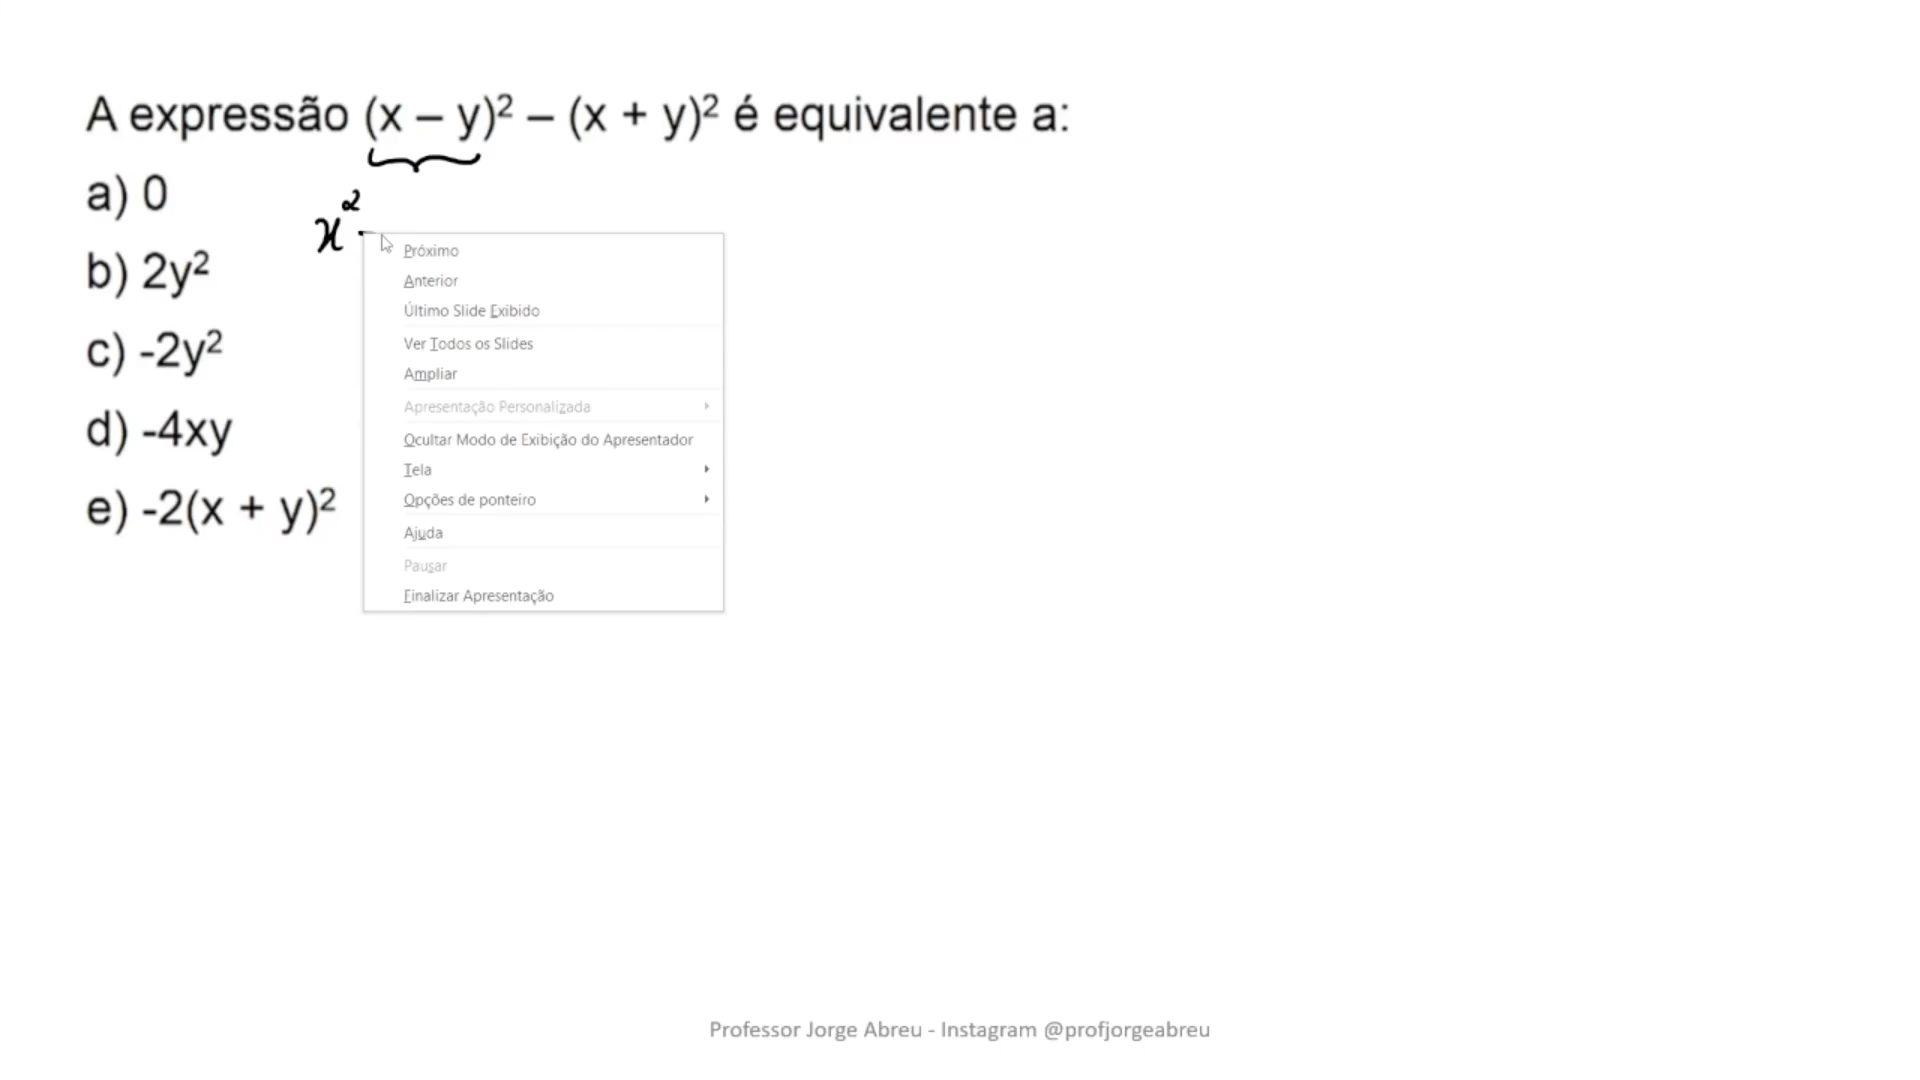 A expressão (x – y)² – (x + y)² é equivalente a:
a) 0
x² -
b) 2y²
c) -2y²
d) -4xy
e) -2(x + y)²
Próximo
Anterior
Último Slide Exibido
Ver Todos os Slides
Ampliar
Apresentação Personalizada
Ocultar Modo de Exibição do Apresentador
Tela
Opções de ponteiro
Ajuda
Pausar
Finalizar Apresentação
Professor Jorge Abreu - Instagram @profjorgeabreu